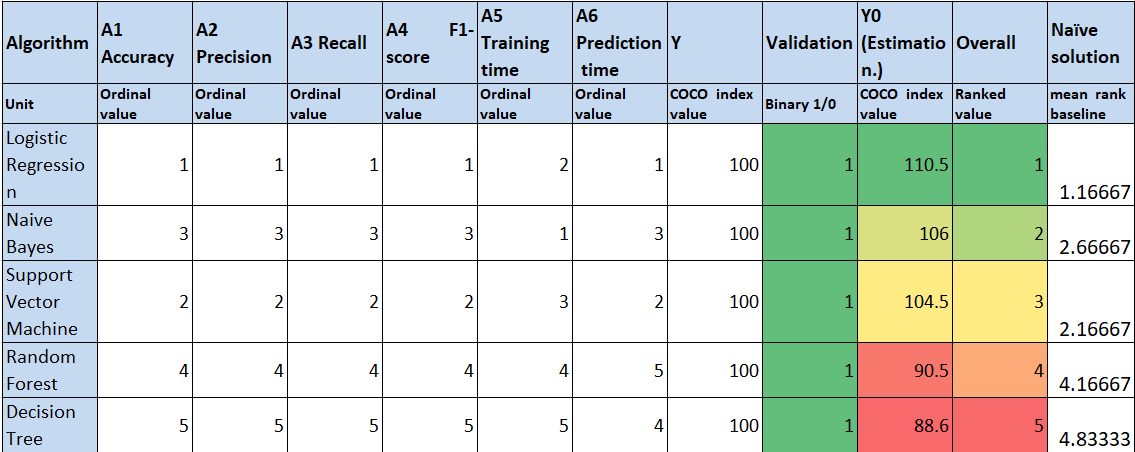 Algorithm A1 Accuracy A2 Precision A3 Recall A4 F1-score A5 Training time A6 Prediction time Y Validation Y0 (Estimation.) Overall Naïve solution
Unit Ordinal value Ordinal value Ordinal value Ordinal value Ordinal value Ordinal value COCO index value Binary 1/0 COCO index value Ranked value mean rank baseline
Logistic Regression 1 1 1 1 2 1 100 1 110.5 1 1.16667
Naive Bayes 3 3 3 3 1 3 100 1 106 2 2.66667
Support Vector Machine 2 2 2 2 3 2 100 1 104.5 3 2.16667
Random Forest 4 4 4 4 4 5 100 1 90.5 4 4.16667
Decision Tree 5 5 5 5 5 4 100 1 88.6 5 4.83333